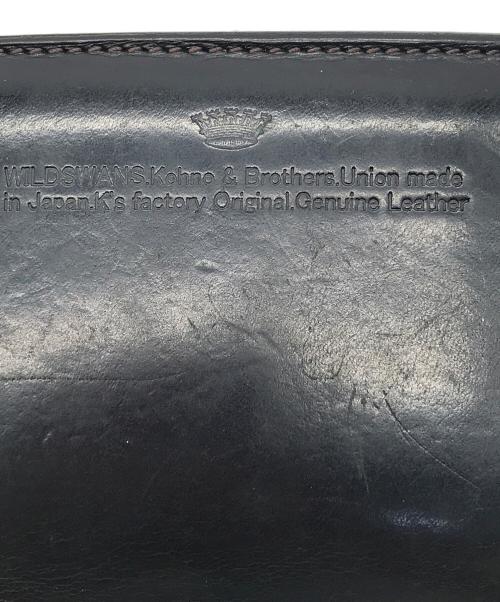 WILDSWANS.Kohno & Brothers.Union made
in Japan.K's factory Original.Genuine Leather